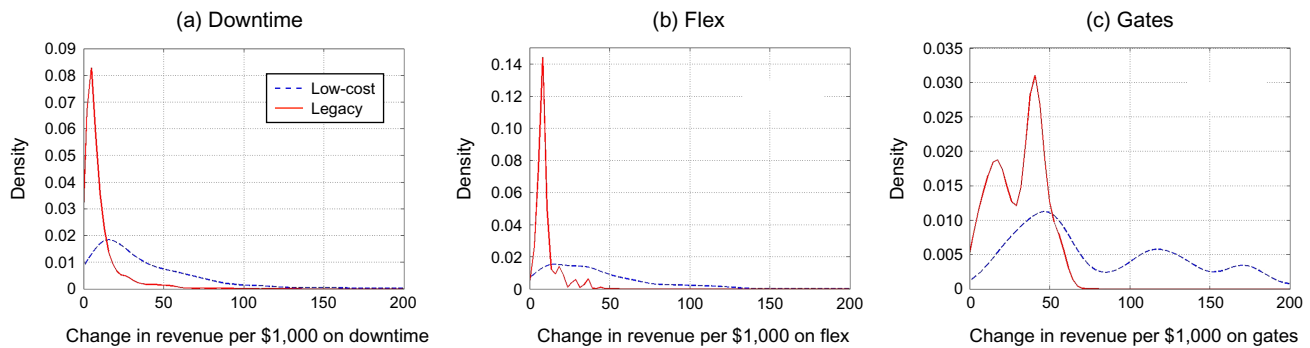 (a) Downtime
0.09
0.08
0.07
0.06
0.05
0.04
0.03
0.02
0.01
0
Density
Low-cost
Legacy
0 50 100 150 200
Change in revenue per $1,000 on downtime
(b) Flex
0.14
0.12
0.10
0.08
0.06
0.04
0.02
0
Density
0 50 100 150 200
Change in revenue per $1,000 on flex
(c) Gates
0.035
0.030
0.025
0.020
0.015
0.010
0.005
0
Density
0 50 100 150 200
Change in revenue per $1,000 on gates